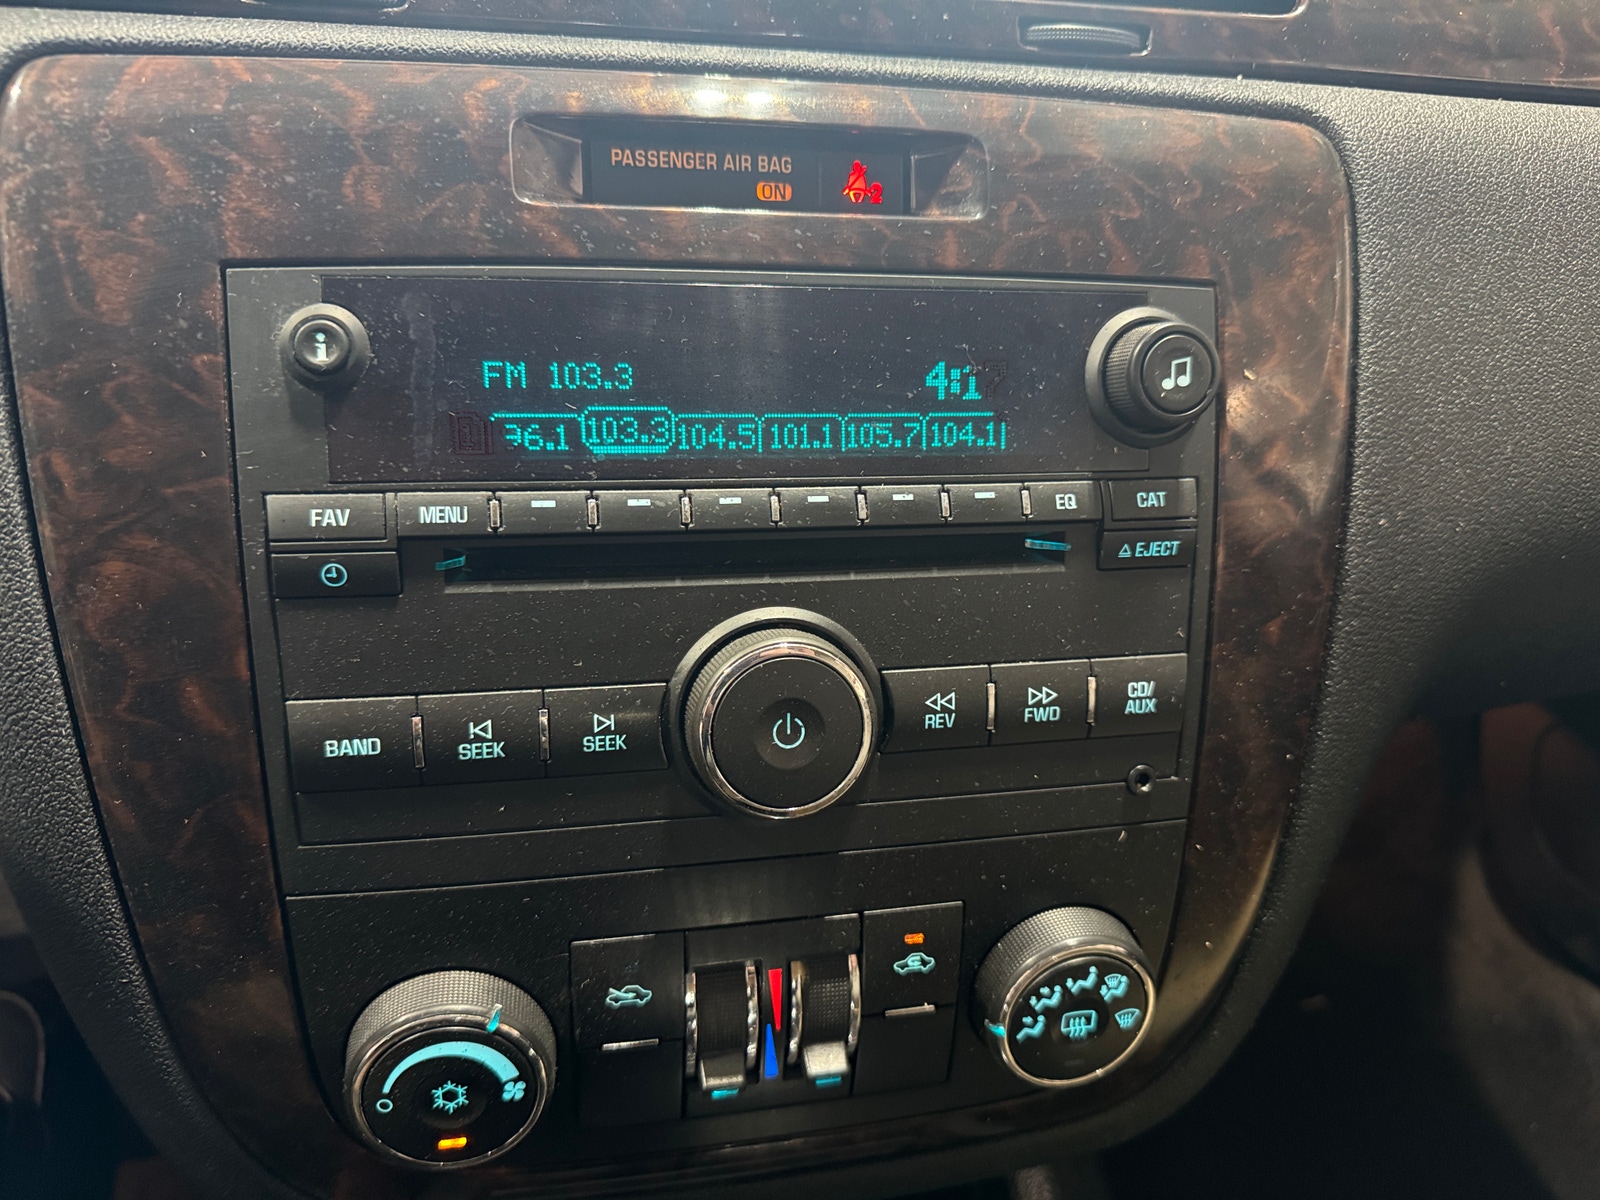 PASSENGER AIR BAG
ON
2
FM 103.3 4:17
96.1 103.3 104.5 101.1 105.7 104.1
FAV MENU EQ CAT
EJECT
BAND SEEK SEEK REV FWD CD/
AUX